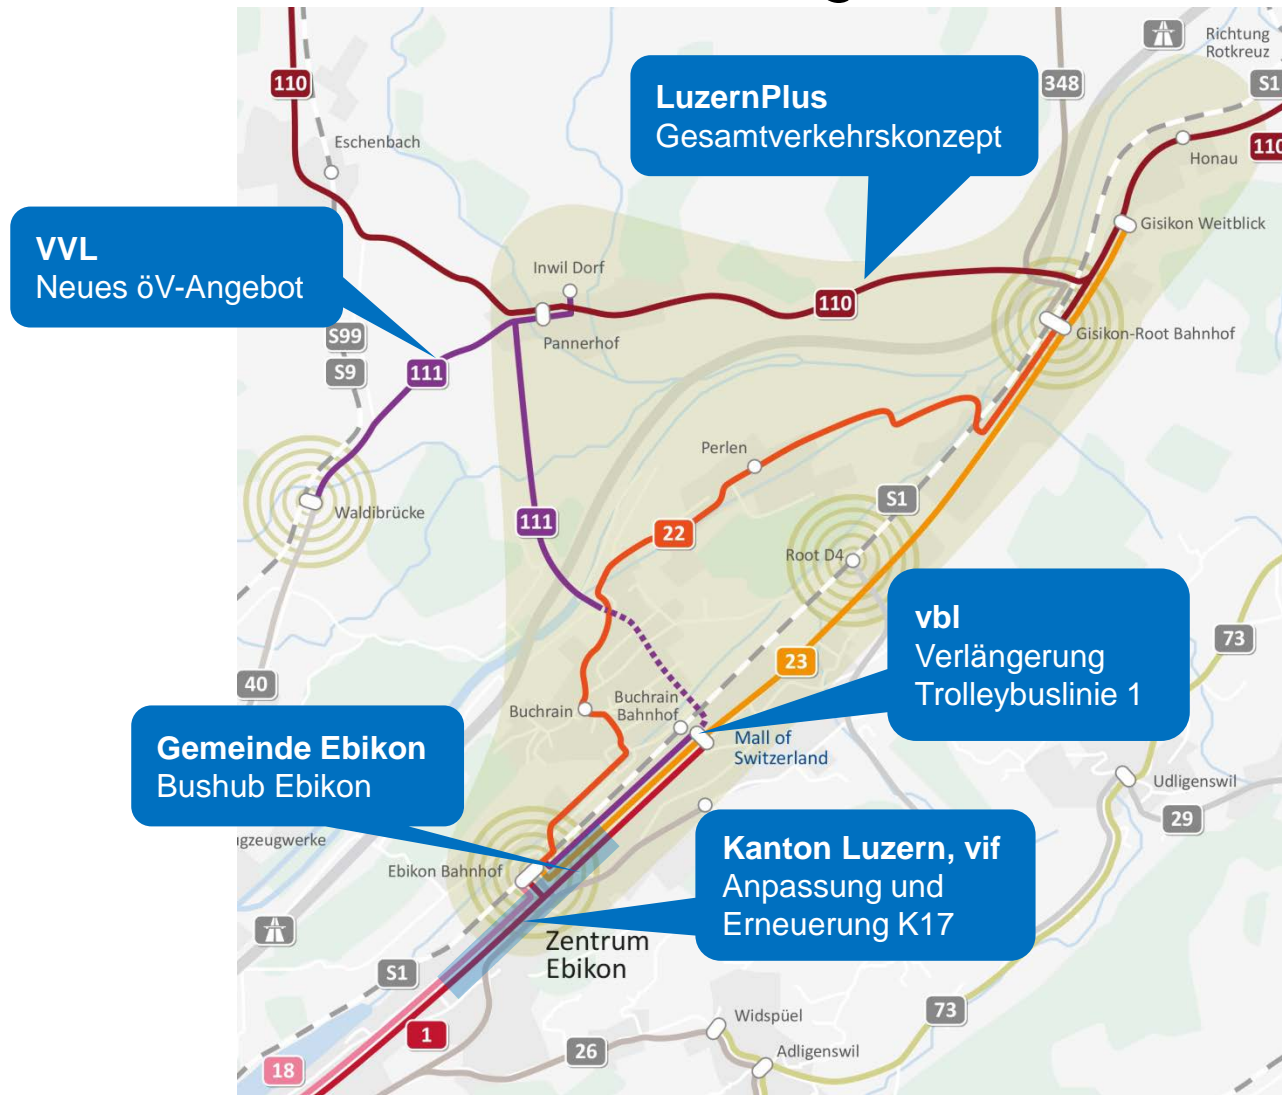 Richtung
Rotkreuz
110
348
S1
LuzernPlus
Gesamtverkehrskonzept
Eschenbach
Honau
110
Gisikon Weitblick
VVL
Neues öV-Angebot
Inwil Dorf
110
S99
Pannerhof
Gisikon-Root Bahnhof
S9
111
Perlen
S1
Waldibrücke
111
22
Root D4
vbl
Verlängerung
Trolleybuslinie 1
73
23
40
Buchrain
Buchrain
Bahnhof
Mall of
Switzerland
Gemeinde Ebikon
Bushub Ebikon
Udligenswil
29
gzeugwerke
Ebikon Bahnhof
Kanton Luzern, vif
Anpassung und
Erneuerung K17
Zentrum
Ebikon
S1
73
Widspüel
1
26
Adligenswil
18